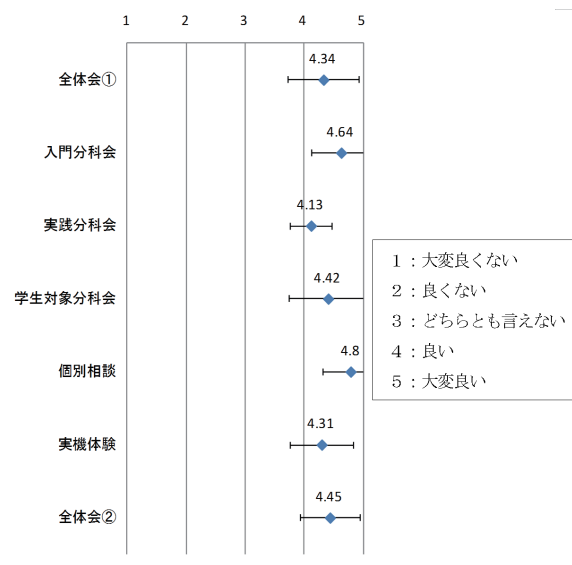 1 2 3 4 5
全体会① 4.34
入門分科会 4.64
実践分科会 4.13
学生対象分科会 4.42
個別相談 4.8
実機体験 4.31
全体会② 4.45
1：大変良くない
2：良くない
3：どちらとも言えない
4：良い
5：大変良い